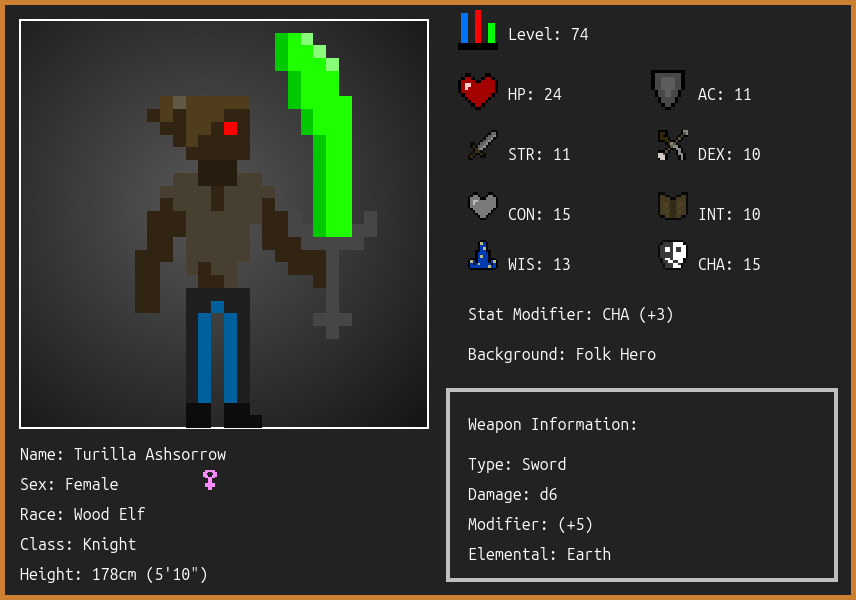 Level: 74
HP: 24
AC: 11
STR: 11
DEX: 10
CON: 15
INT: 10
WIS: 13
CHA: 15
Stat Modifier: CHA (+3)
Background: Folk Hero
Weapon Information:
Type: Sword
Damage: d6
Modifier: (+5)
Elemental: Earth
Name: Turilla Ashsorrow
Sex: Female
Race: Wood Elf
Class: Knight
Height: 178cm (5'10")